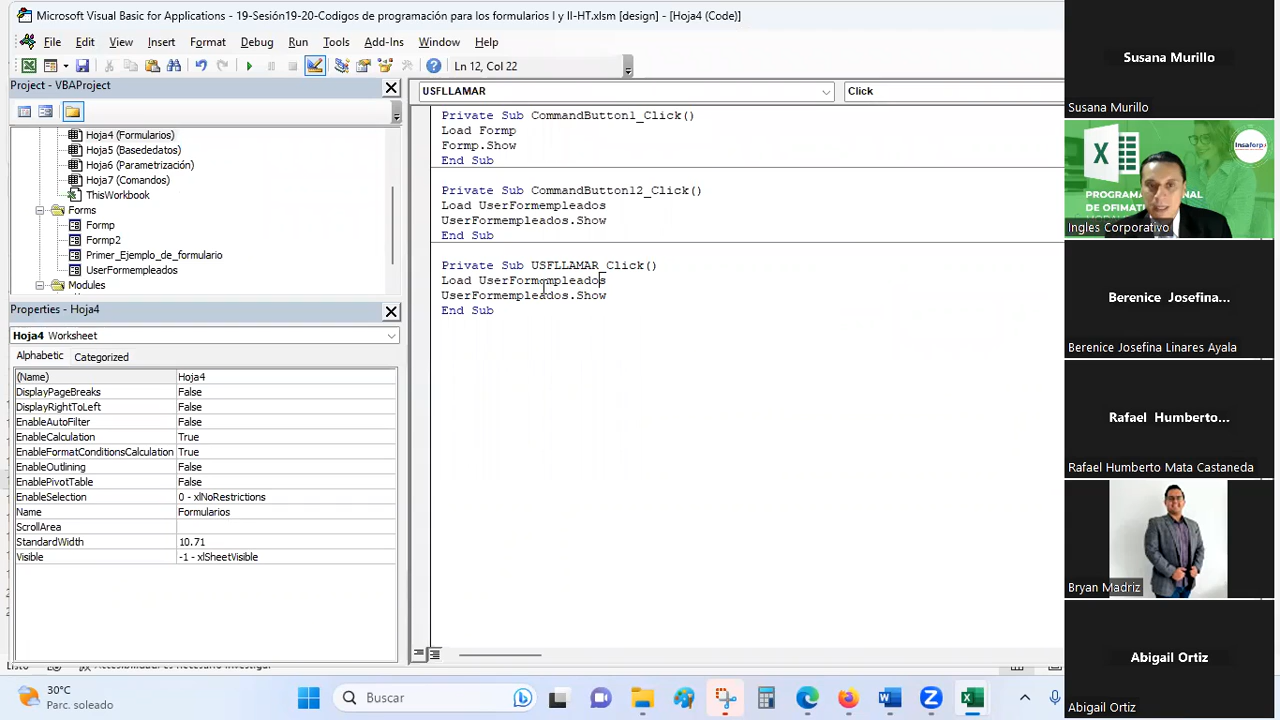 Microsoft Visual Basic for Applications - 19-Sesión19-20-Codigos de programación para los formularios I y II-HT.xlsm [design] - [Hoja4 (Code)]
File Edit View Insert Format Debug Run Tools Add-Ins Window Help
Ln 12, Col 22
Project - VBAProject
Hoja4 (Formularios)
Hoja5 (Basededatos)
Hoja6 (Parametrización)
Hoja7 (Comandos)
ThisWorkbook
Forms
Formp
Formp2
Primer_Ejemplo_de_formulario
UserFormempleados
Modules
Properties - Hoja4
Hoja4 Worksheet
Alphabetic Categorized
(Name) Hoja4
DisplayPageBreaks False
DisplayRightToLeft False
EnableAutoFilter False
EnableCalculation True
EnableFormatConditionsCalculation True
EnableOutlining False
EnablePivotTable False
EnableSelection 0 - xlNoRestrictions
Name Formularios
ScrollArea
StandardWidth 10.71
Visible -1 - xlSheetVisible
USFLLAMAR Click
Private Sub CommandButton1_Click()
Load Formp
Formp.Show
End Sub
Private Sub CommandButton12_Click()
Load UserFormempleados
UserFormempleados.Show
End Sub
Private Sub USFLLAMAR_Click()
Load UserFormempleados
UserFormempleados.Show
End Sub
Susana Murillo
Susana Murillo
Insaforp
PROGRAMA
DE OFIMATI
Ingles Corporativo
Berenice Josefina...
Berenice Josefina Linares Ayala
Rafael Humberto...
Rafael Humberto Mata Castaneda
Bryan Madriz
Abigail Ortiz
Abigail Ortiz
30°C
Parc. soleado
Buscar